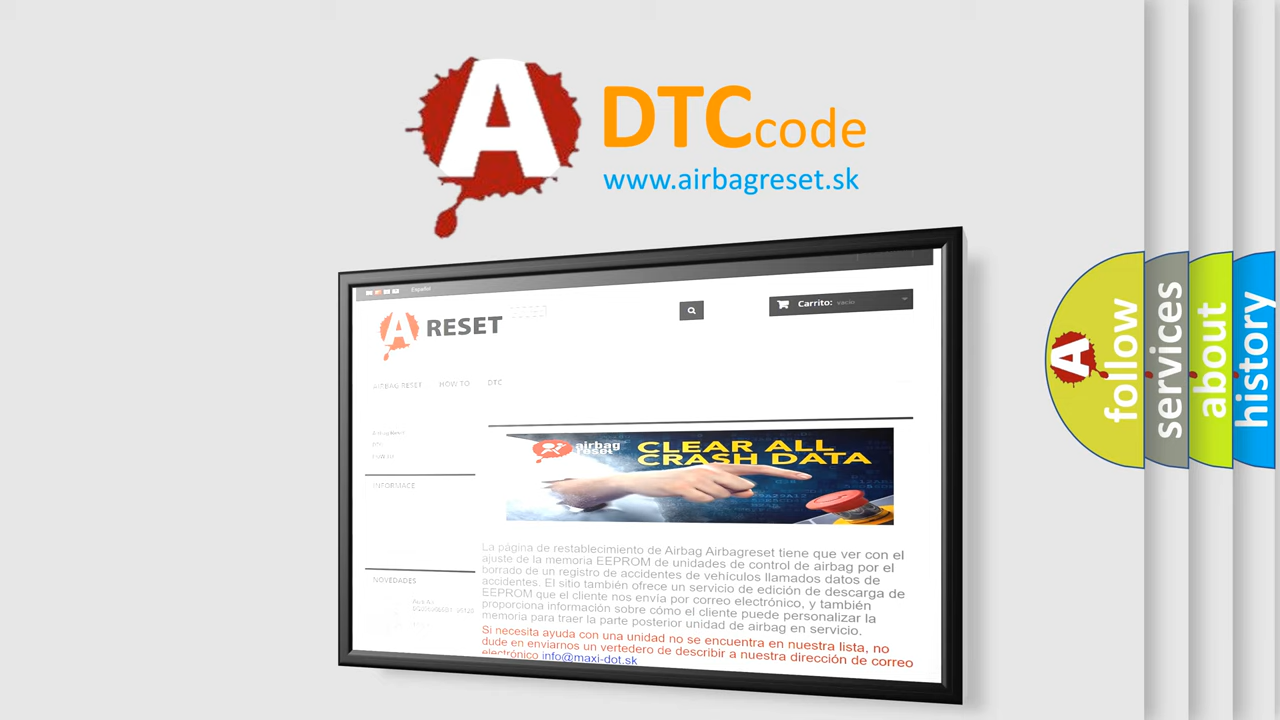 A
DTCcode
www.airbagreset.sk
Español
A RESET
Carrito: vacío
AIRBAG RESET HOW TO DTC
INFORMACE
airbag
reset
CLEAR ALL
CRASH DATA
La página de restablecimiento de Airbag Airbagreset tiene que ver con el
ajuste de la memoria EEPROM de unidades de control de airbag por el
borrado de un registro de accidentes de vehículos llamados datos de
accidentes. El sitio también ofrece un servicio de edición de descarga de
EEPROM que el cliente nos envía por correo electrónico, y también
proporciona información sobre cómo el cliente puede personalizar la
memoria para traer la parte posterior unidad de airbag en servicio.
Si necesita ayuda con una unidad no se encuentra en nuestra lista, no
dude en enviarnos un vertedero de describir a nuestra dirección de correo
electrónico info@maxi-dot.sk
NOVEDADES
A
follow
services
about
history